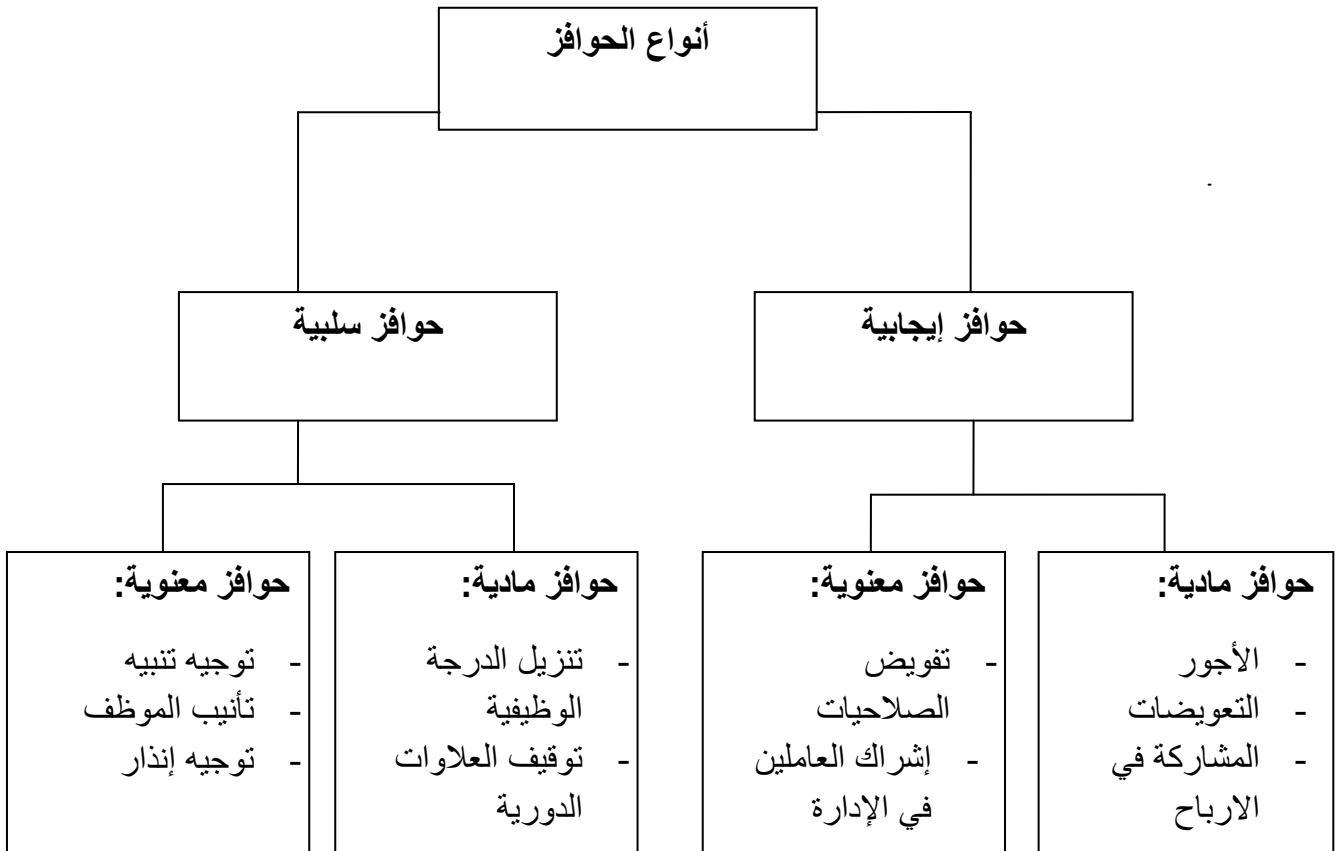 أنواع الحوافز
حوافز إيجابية
حوافز سلبية
حوافز مادية:
- الأجور
- التعويضات
- المشاركة في
الارباح
حوافز معنوية:
- تفويض
الصلاحيات
- إشراك العاملين
في الإدارة
حوافز مادية:
- تنزيل الدرجة
الوظيفية
- توقيف العلاوات
الدورية
حوافز معنوية:
- توجيه تنبيه
- تأنيب الموظف
- توجيه إنذار